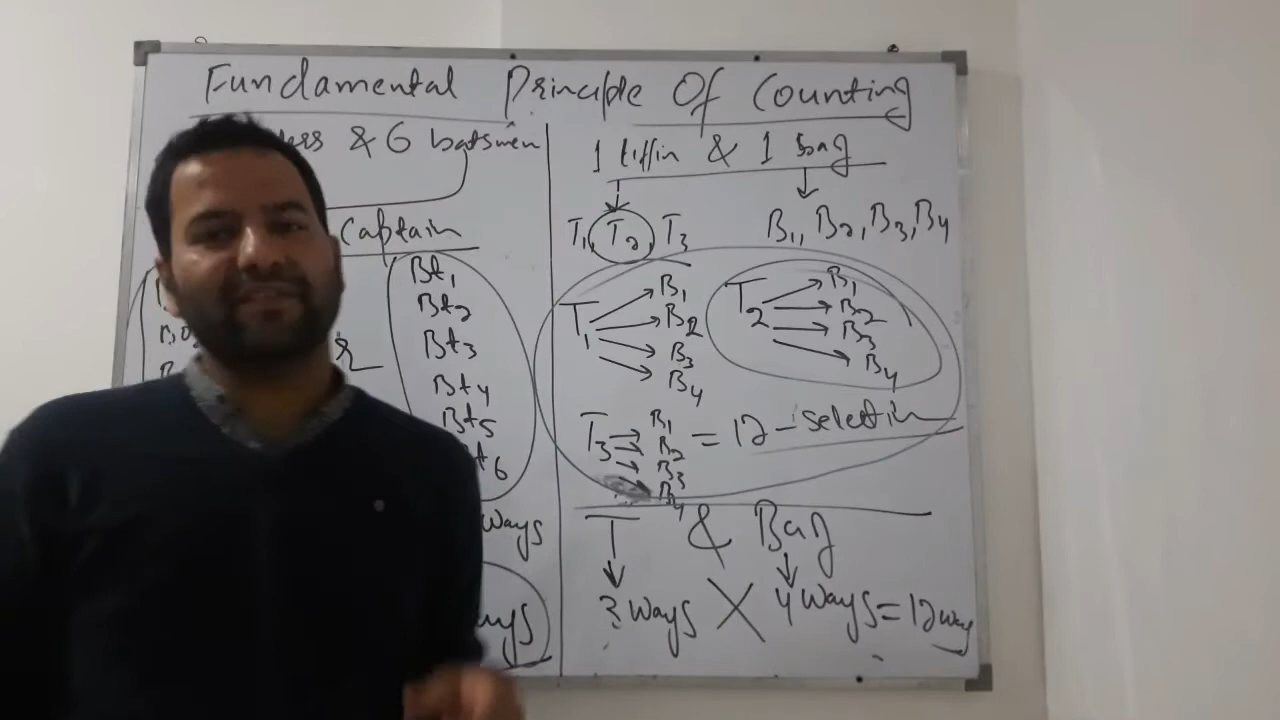 Fundamental Principle Of Counting
& 6 batsmen
Captain
Bt1
Bt2
Bt3
Bt4
Bt5
&
ways
1 tiffin & 1 bag
T1, T2, T3
B1, B2, B3, B4
T1
B1
B2
B3
B4
T2
B1
B2
B3
B4
T3
B1
B2
B3
B4
= 12 - selection
T & Bag
3 ways X 4 ways = 12 way